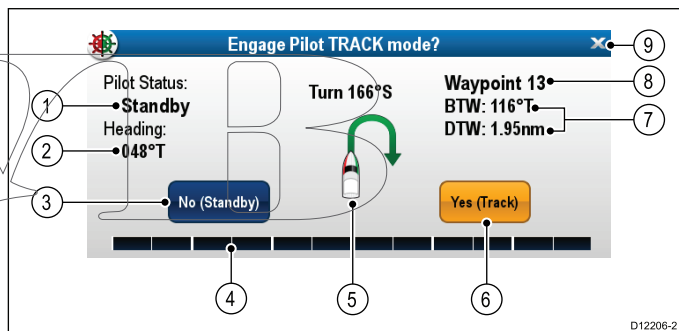 Engage Pilot TRACK mode?
9
Pilot Status:
Standby
1
Heading:
048°T
2
Turn 166°S
Waypoint 13
8
BTW: 116°T
DTW: 1.95nm
7
3
No (Standby)
Yes (Track)
4
5
6
D12206-2